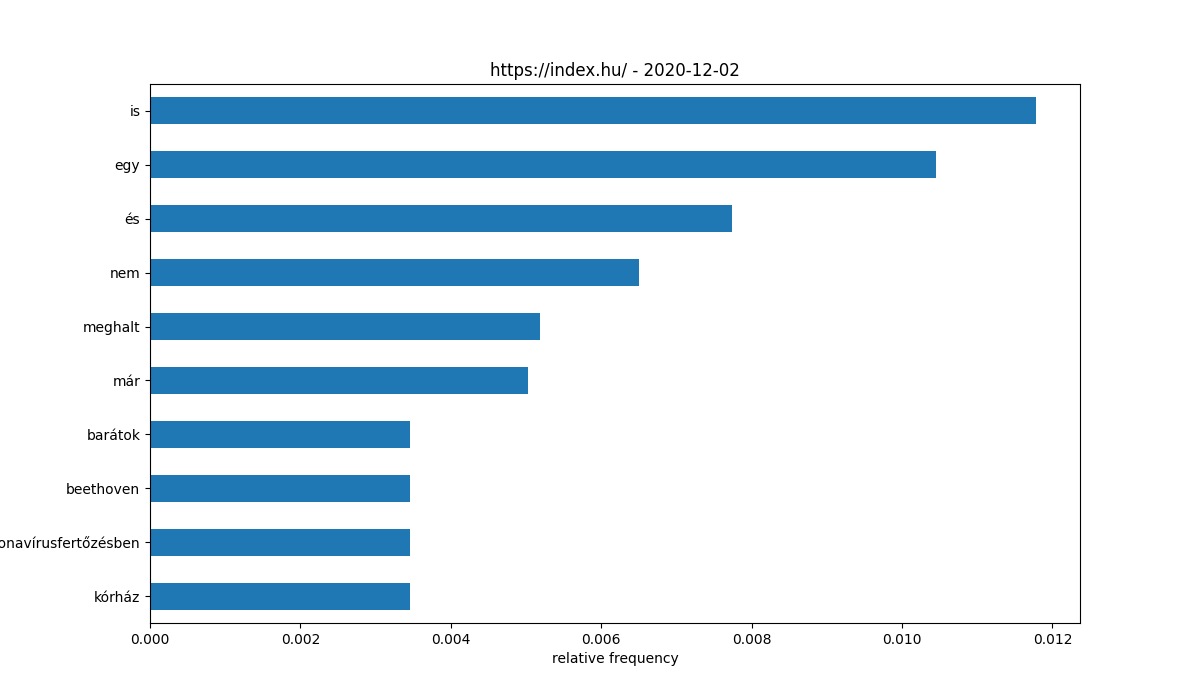 https://index.hu/ - 2020-12-02
is
egy
és
nem
meghalt
már
barátok
beethoven
onavírusfertőzésben
kórház
0.000 0.002 0.004 0.006 0.008 0.010 0.012
relative frequency